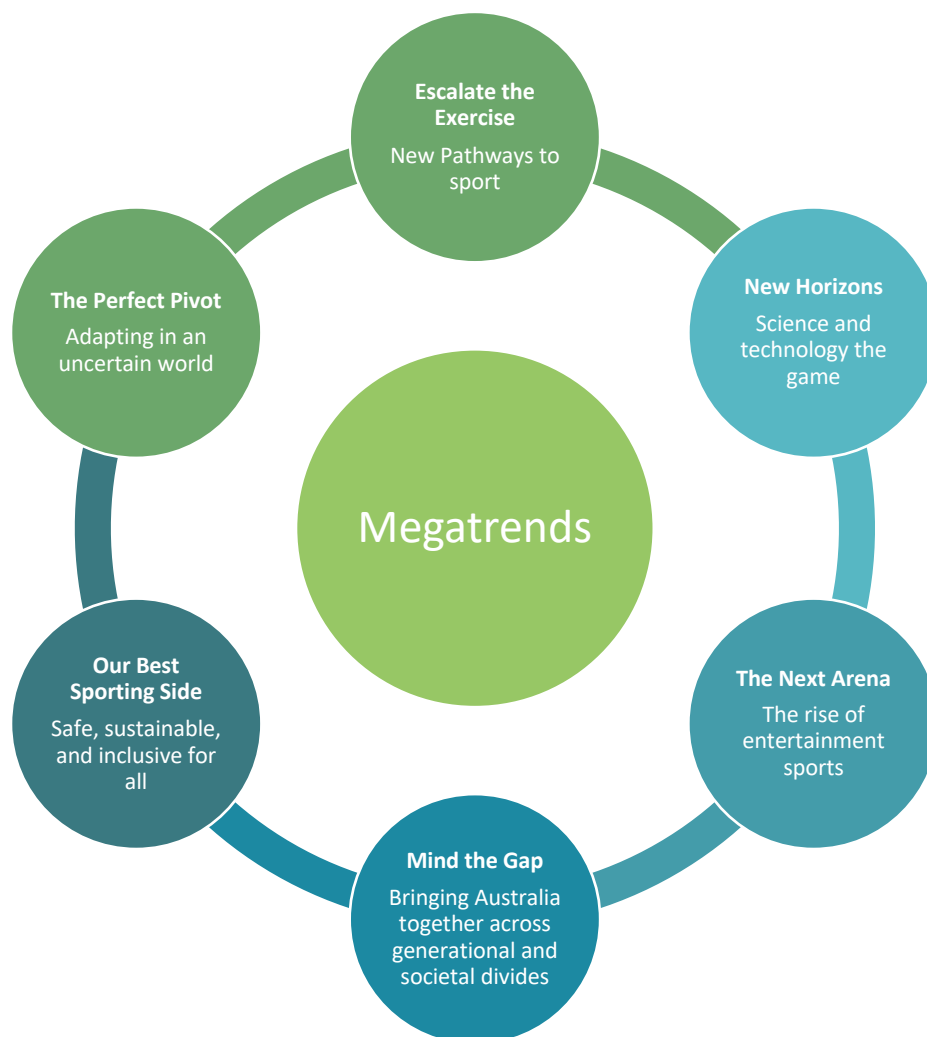 Escalate the
Exercise
New Pathways to
sport
New Horizons
Science and
technology the
game
The Next Arena
The rise of
entertainment
sports
Mind the Gap
Bringing Australia
together across
generational and
societal divides
Our Best
Sporting Side
Safe, sustainable,
and inclusive for
all
The Perfect Pivot
Adapting in an
uncertain world
Megatrends